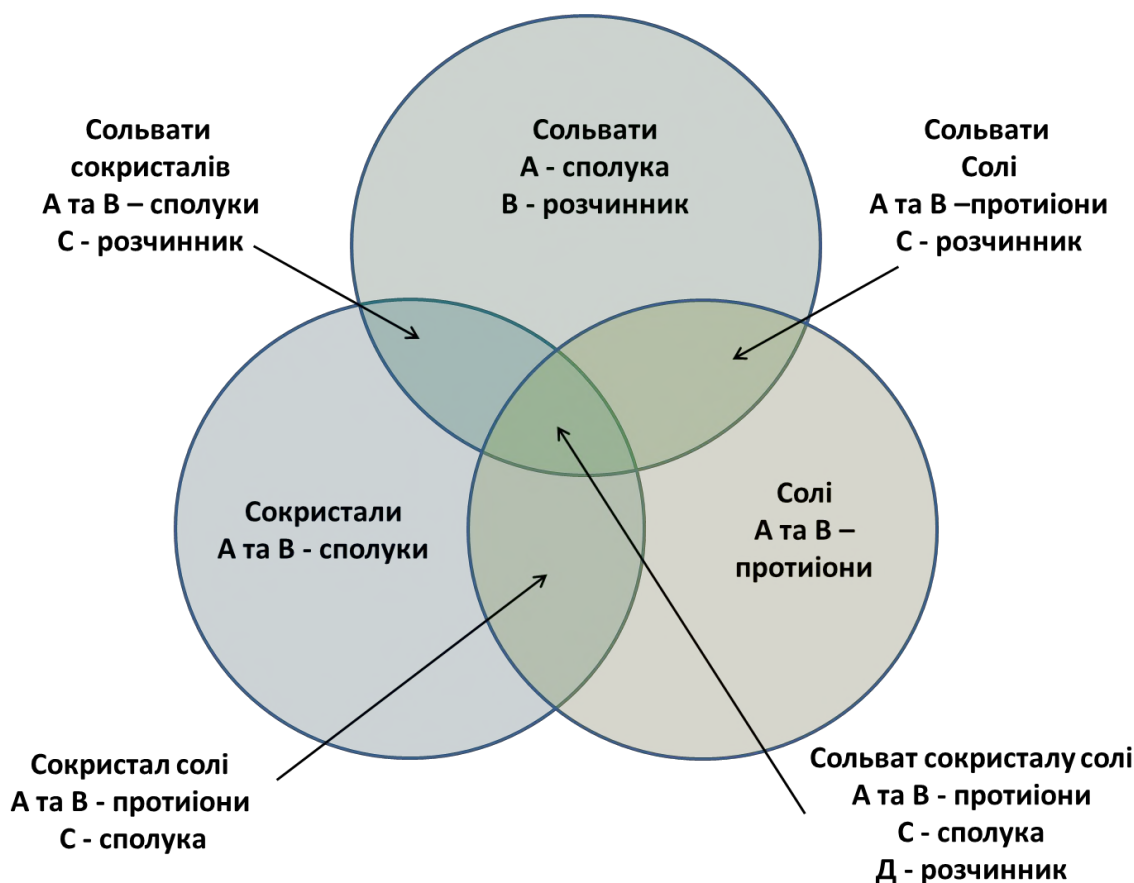 Сольвати
сокристалів
А та В – сполуки
С - розчинник
Сольвати
А - сполука
В - розчинник
Сольвати
Солі
А та В –протиіони
С - розчинник
Сокристали
А та В - сполуки
Солі
А та В –
протиіони
Сокристал солі
А та В - протиіони
С - сполука
Сольват сокристалу солі
А та В - протиіони
С - сполука
Д - розчинник